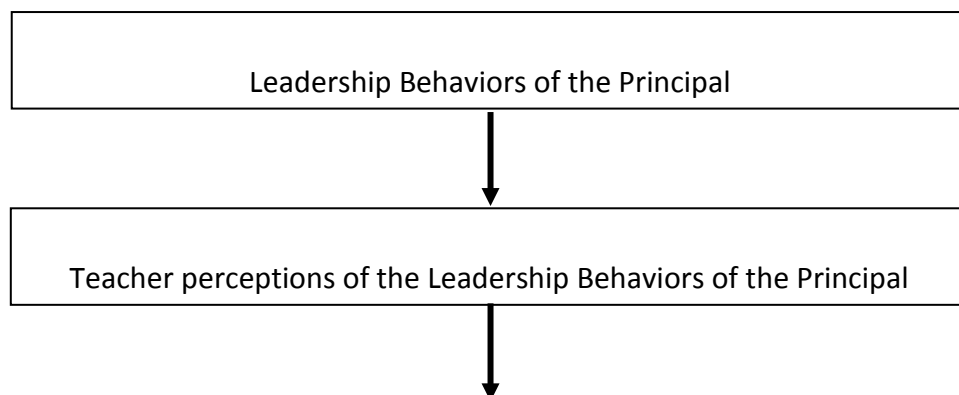 Leadership Behaviors of the Principal
Teacher perceptions of the Leadership Behaviors of the Principal